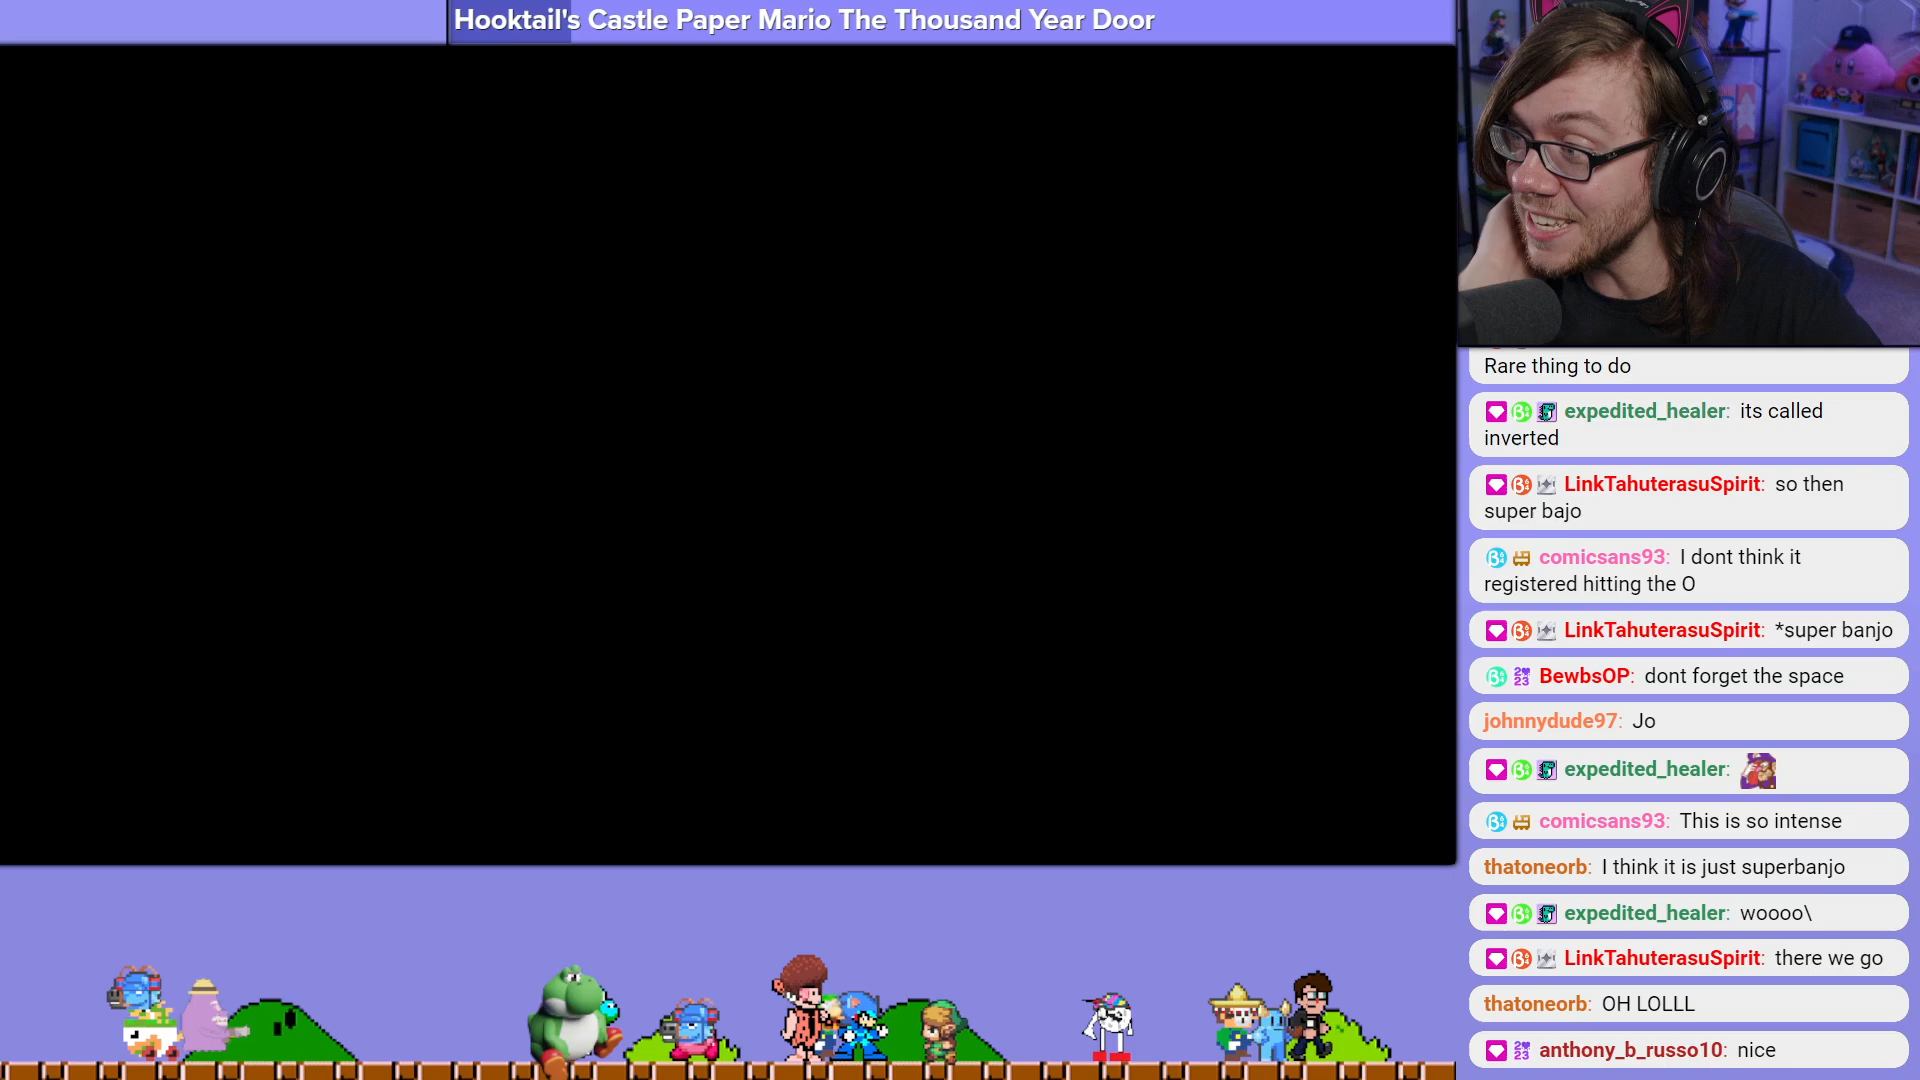 Hooktail's Castle Paper Mario The Thousand Year Door
Rare thing to do
expedited_healer: its called
inverted
LinkTahuterasuSpirit: so then
super bajo
comicsans93: I dont think it
registered hitting the O
LinkTahuterasuSpirit: *super banjo
BewbsOP: dont forget the space
johnnydude97: Jo
expedited_healer:
comicsans93: This is so intense
thatoneorb: I think it is just superbanjo
expedited_healer: woooo\
LinkTahuterasuSpirit: there we go
thatoneorb: OH LOLLL
anthony_b_russo10: nice